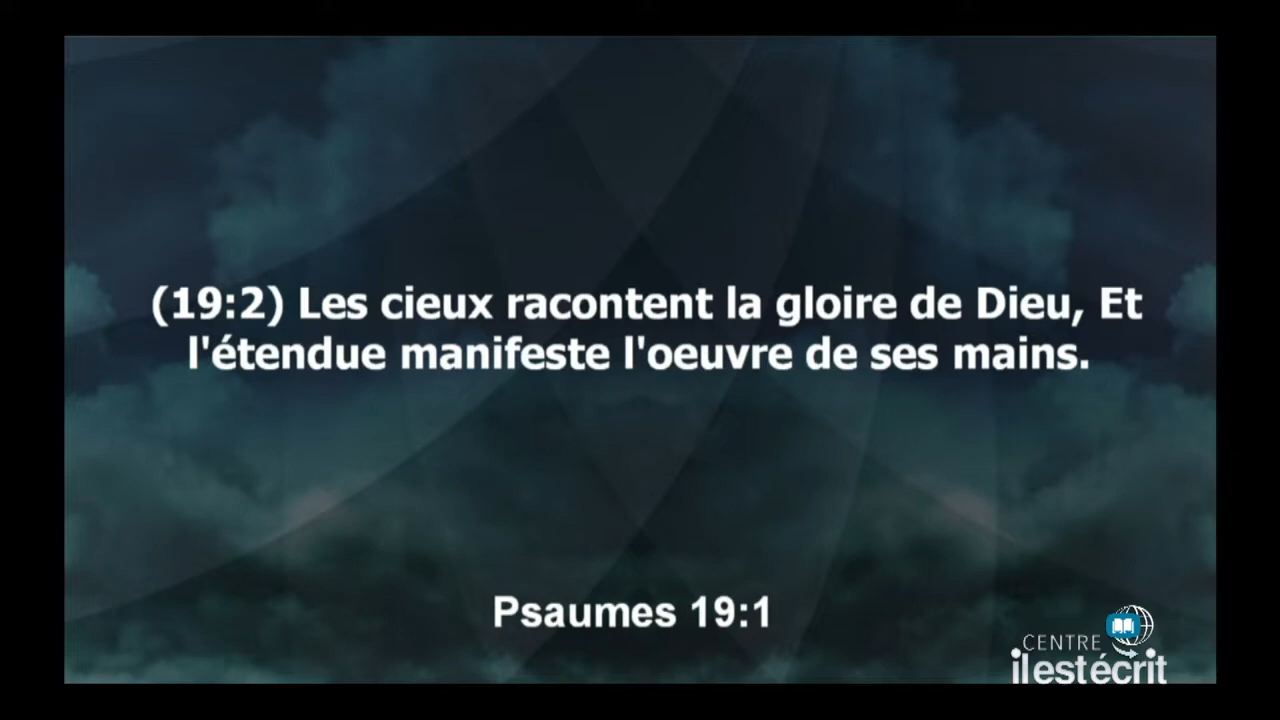 (19:2) Les cieux racontent la gloire de Dieu, Et
l'étendue manifeste l'oeuvre de ses mains.
Psaumes 19:1
CENTRE
ilestécrit